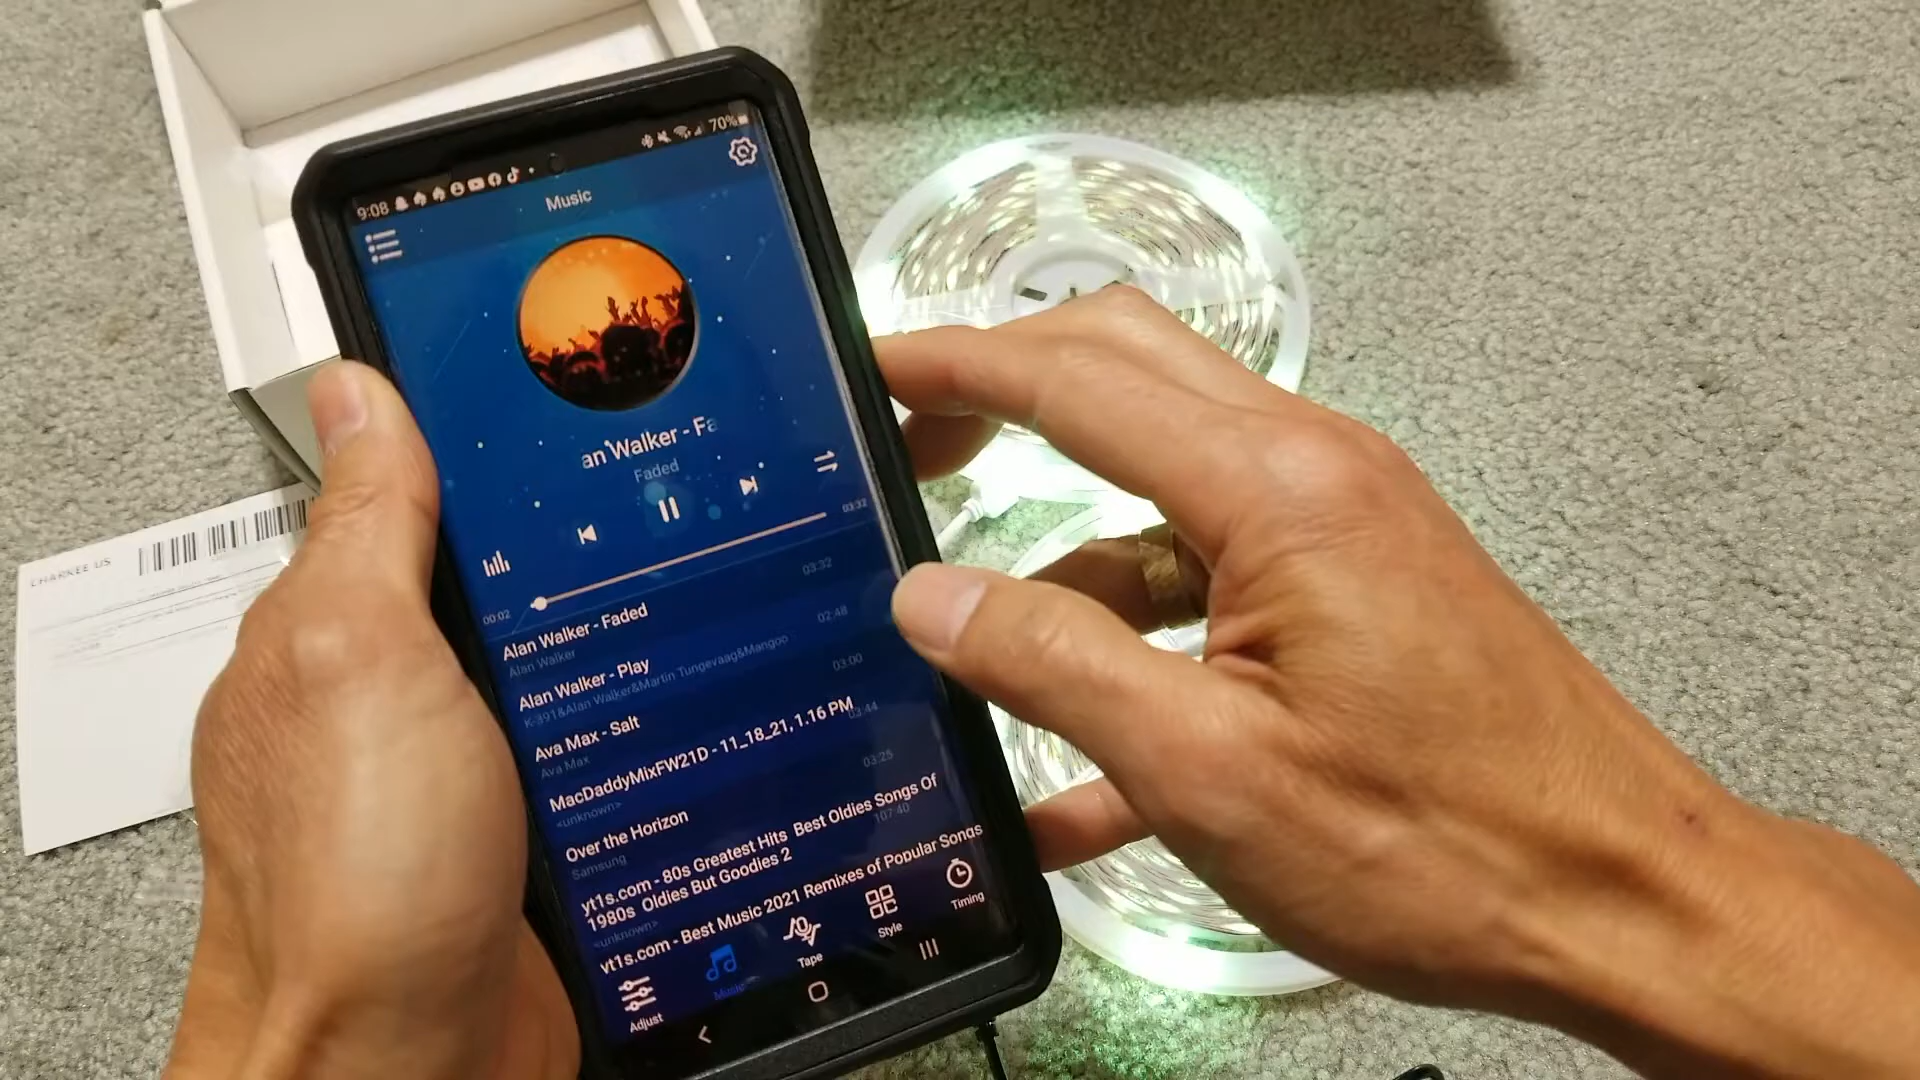 9:08
70%
Music
an Walker - Fa
Faded
03:32
00:02
Alan Walker - Faded
03:32
Alan Walker
Alan Walker - Play
02:48
K-391&Alan Walker&Martin Tungevaag&Mangoo
Ava Max - Salt
03:00
Ava Max
MacDaddyMixFW21D - 11_18_21, 1.16 PM
03:44
<unknown>
Over the Horizon
03:25
Samsung
yt1s.com - 80s Greatest Hits Best Oldies Songs Of
1980s Oldies But Goodies 2
107:40
<unknown>
yt1s.com - Best Music 2021 Remixes of Popular Songs
Adjust
Music
Tape
Style
Timing
CHARKEE US